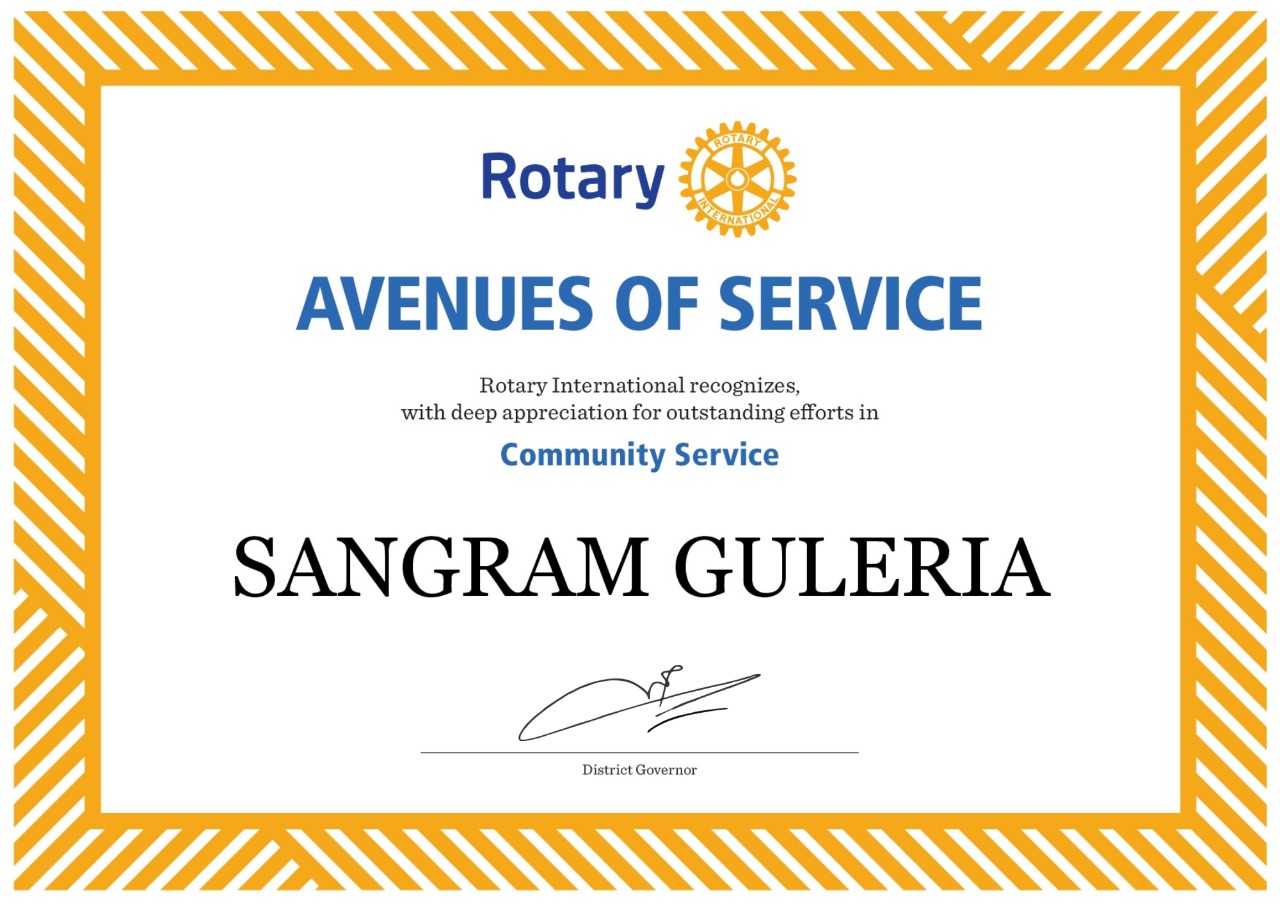 Rotary
ROTARY
INTERNATIONAL
AVENUES OF SERVICE
Rotary International recognizes,
with deep appreciation for outstanding efforts in
Community Service
SANGRAM GULERIA
District Governor